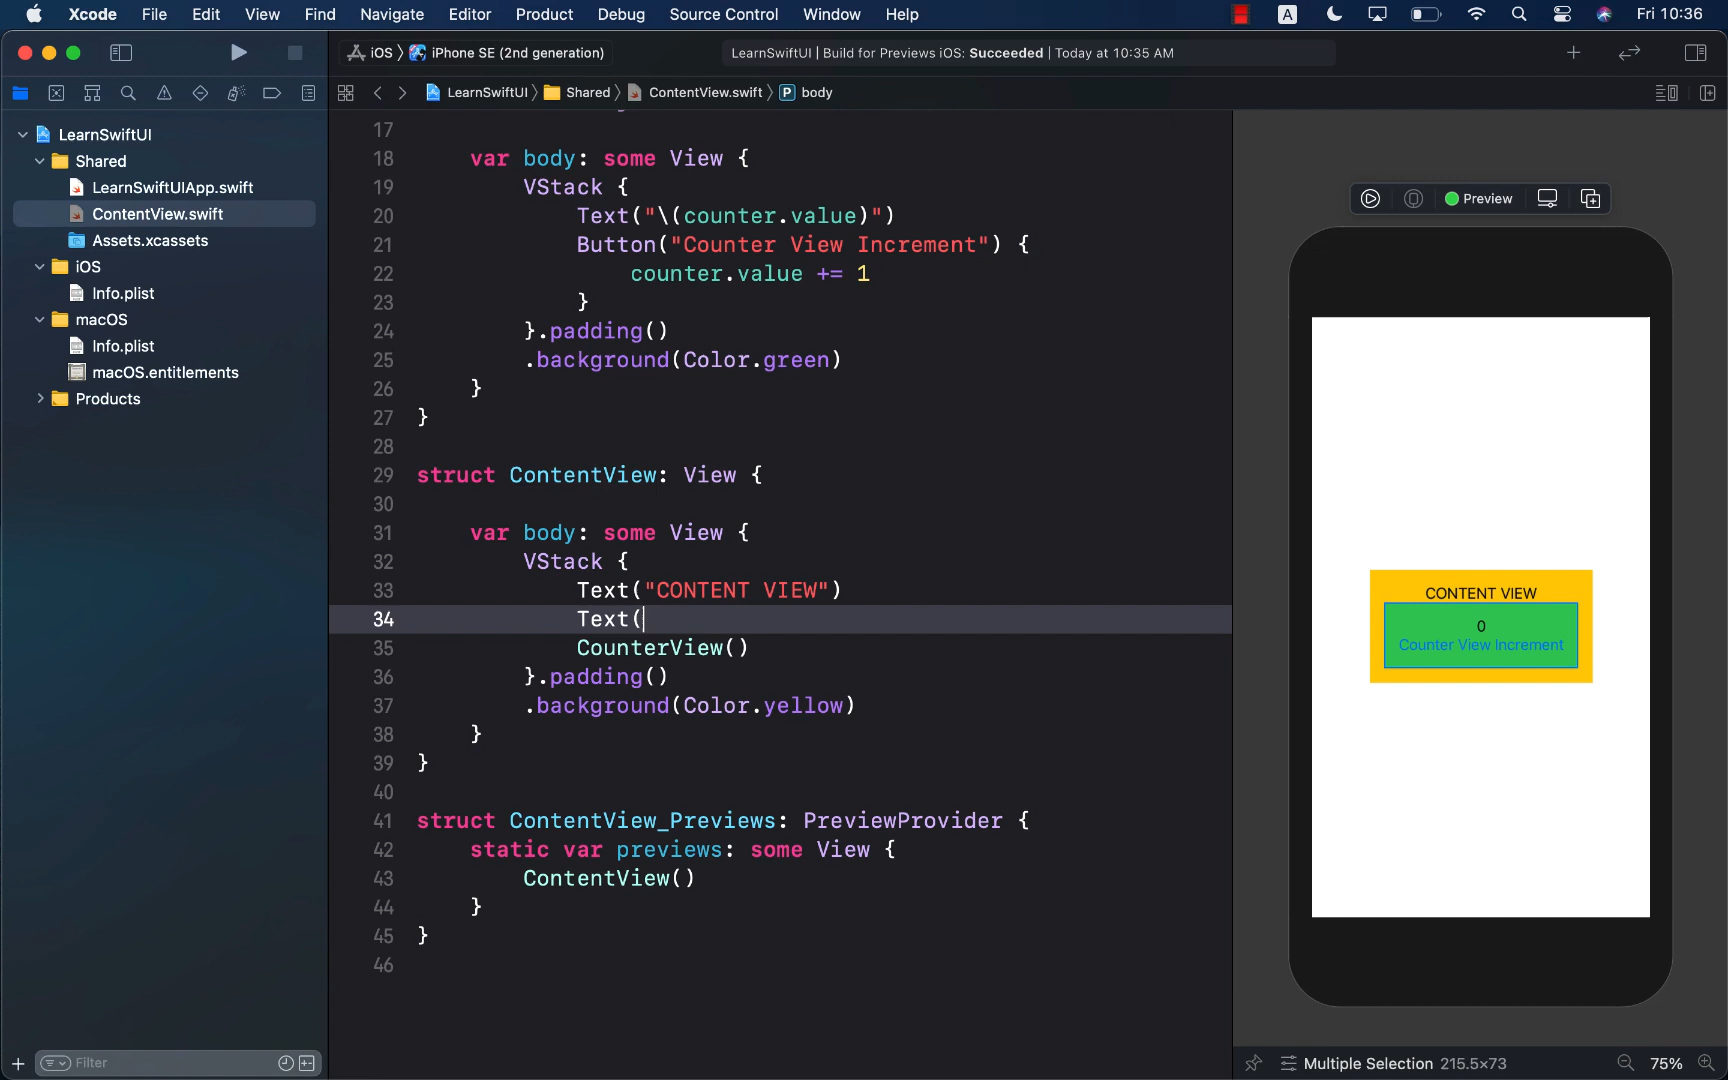 Xcode File Edit View Find Navigate Editor Product Debug Source Control Window Help A Fri 10:36
iOS 〉 iPhone SE (2nd generation) LearnSwiftUI | Build for Previews iOS: Succeeded | Today at 10:35 AM
LearnSwiftUI 〉 Shared 〉 ContentView.swift 〉 P body
LearnSwiftUI
Shared
LearnSwiftUIApp.swift
ContentView.swift
Assets.xcassets
iOS
Info.plist
macOS
Info.plist
macOS.entitlements
Products
Filter
17
18 var body: some View {
19 VStack {
20 Text("\(counter.value)")
21 Button("Counter View Increment") {
22 counter.value += 1
23 }
24 }.padding()
25 .background(Color.green)
26 }
27 }
28
29 struct ContentView: View {
30
31 var body: some View {
32 VStack {
33 Text("CONTENT VIEW")
34 Text(
35 CounterView()
36 }.padding()
37 .background(Color.yellow)
38 }
39 }
40
41 struct ContentView_Previews: PreviewProvider {
42 static var previews: some View {
43 ContentView()
44 }
45 }
46
Preview
CONTENT VIEW
0
Counter View Increment
Multiple Selection 215.5×73 75%